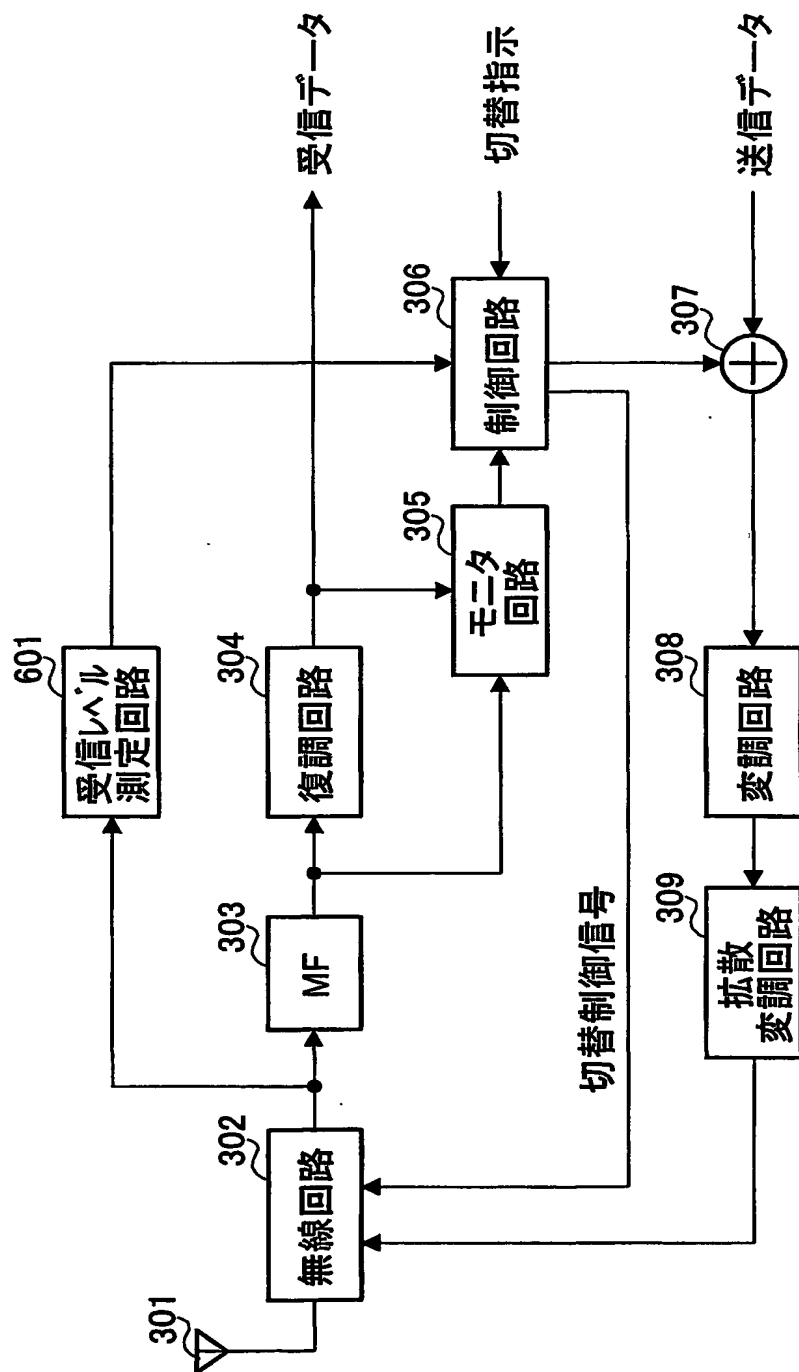 301
302
無線回路
303
MF
601
受信レベル
測定回路
304
復調回路
受信データ
305
モニタ
回路
306
制御回路
切替指示
切替制御信号
307
送信データ
308
変調回路
309
拡散
変調回路